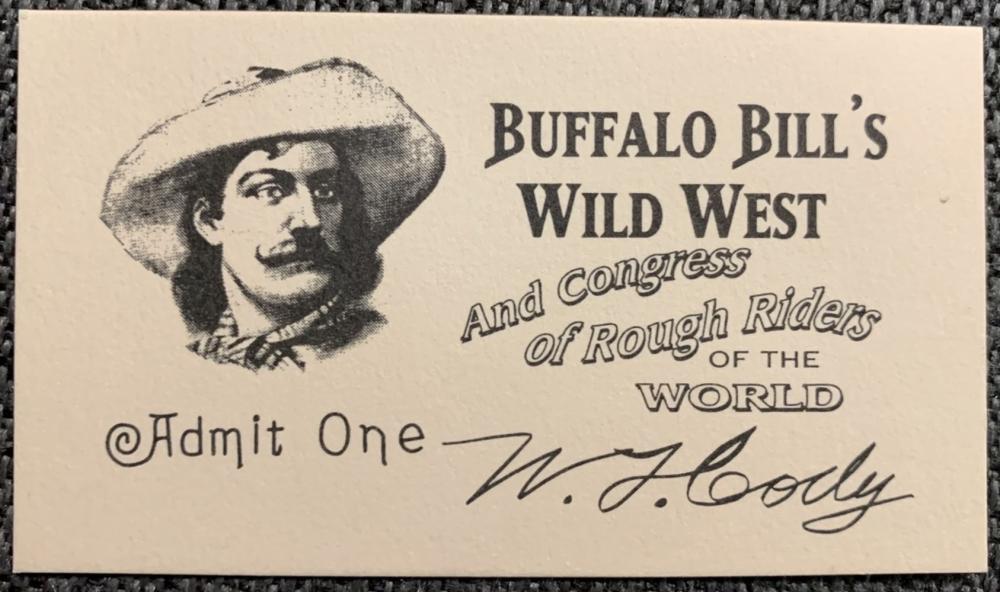 Buffalo Bill's
Wild West
And Congress
of Rough Riders
OF THE
WORLD
Admit One
W. F. Cody